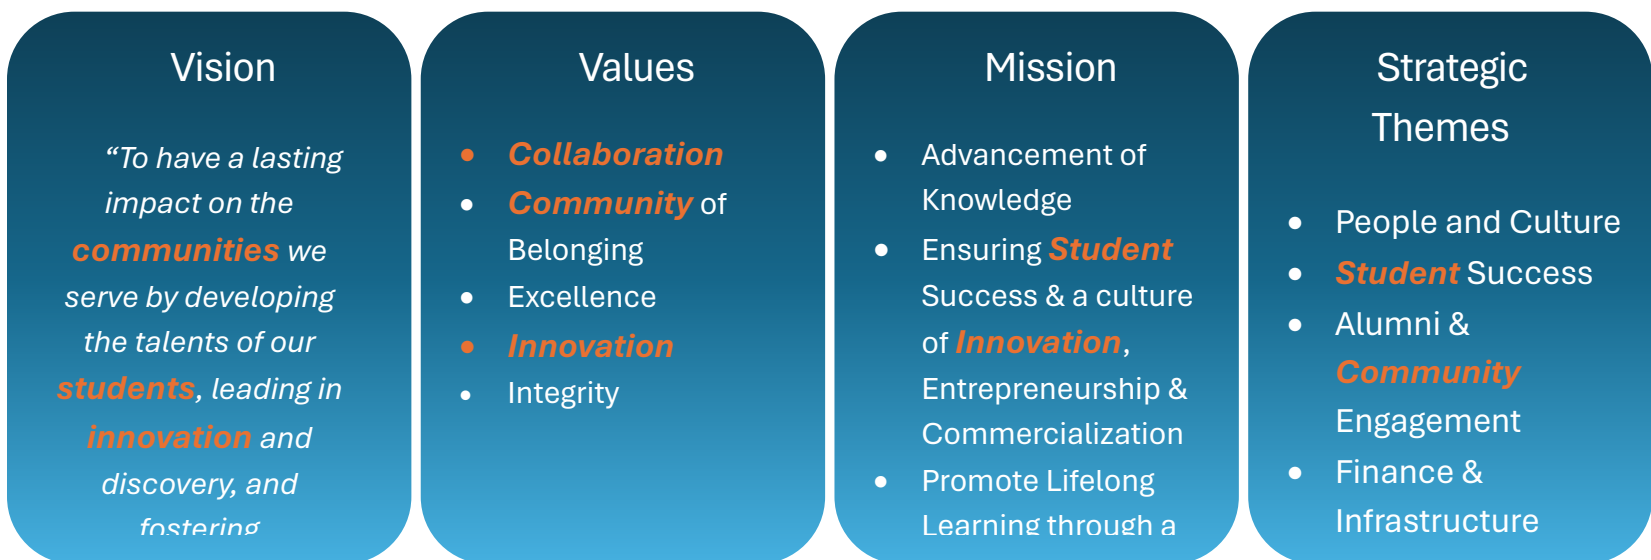 Vision
“To have a lasting
impact on the
communities we
serve by developing
the talents of our
students, leading in
innovation and
discovery, and
fostering
Values
• Collaboration
• Community of
Belonging
• Excellence
• Innovation
• Integrity
Mission
• Advancement of
Knowledge
• Ensuring Student
Success & a culture
of Innovation,
Entrepreneurship &
Commercialization
• Promote Lifelong
Learning through a
Strategic
Themes
• People and Culture
• Student Success
• Alumni &
Community
Engagement
• Finance &
Infrastructure